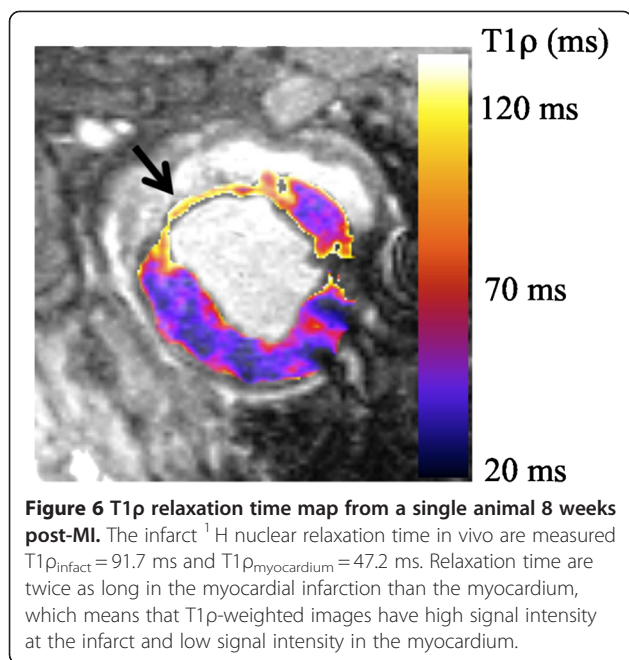 T1ρ (ms)
120 ms
70 ms
20 ms
Figure 6 T1ρ relaxation time map from a single animal 8 weeks
post-MI. The infarct ¹H nuclear relaxation time in vivo are measured
T1ρinfact = 91.7 ms and T1ρmyocardium = 47.2 ms. Relaxation time are
twice as long in the myocardial infarction than the myocardium,
which means that T1ρ-weighted images have high signal intensity
at the infarct and low signal intensity in the myocardium.